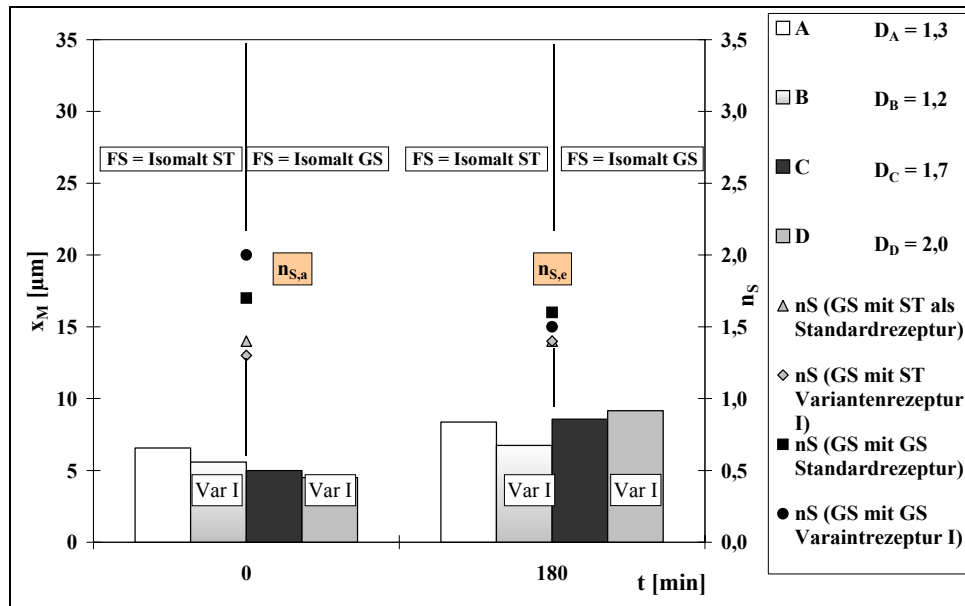 35
30
25
20
15
10
5
0
x_M [µm]
3,5
3,0
2,5
2,0
1,5
1,0
0,5
0,0
n_S
FS = Isomalt ST
FS = Isomalt GS
FS = Isomalt ST
FS = Isomalt GS
n_S,a
n_S,e
Var I
Var I
Var I
Var I
0
180
t [min]
A D_A = 1,3
B D_B = 1,2
C D_C = 1,7
D D_D = 2,0
nS (GS mit ST als
Standardrezeptur)
nS (GS mit ST
Variantenrezeptur
I)
nS (GS mit GS
Standardrezeptur)
nS (GS mit GS
Varaintrezeptur I)